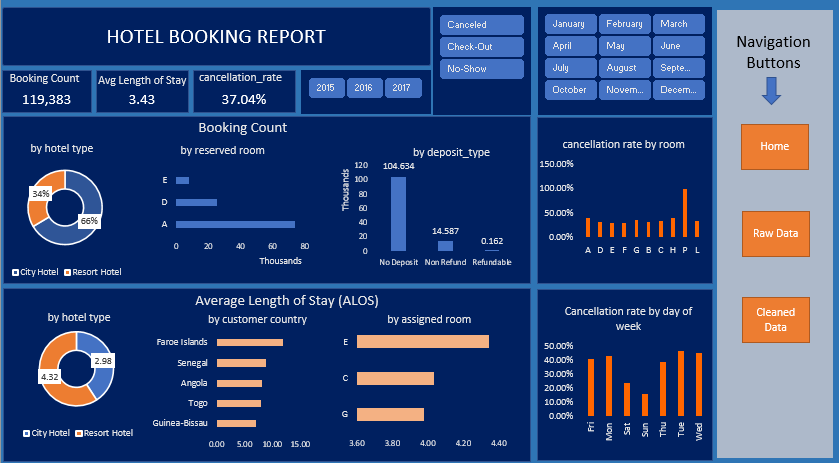 HOTEL BOOKING REPORT
Canceled
Check-Out
No-Show
January February March
April May June
July August Septe...
October Novem... Decem...
Navigation
Buttons
Booking Count
119,383
Avg Length of Stay
3.43
cancellation_rate
37.04%
2015 2016 2017
Home
Raw Data
Cleaned
Data
Booking Count
by hotel type
34%
66%
City Hotel Resort Hotel
by reserved room
E
D
A
0 20 40 60 80
Thousands
by deposit_type
Thousands
120
100
80
60
40
20
0
104.634
14.587
0.162
No Deposit Non Refund Refundable
cancellation rate by room
150.00%
100.00%
50.00%
0.00%
A D E F G B C H P L
Average Length of Stay (ALOS)
by hotel type
2.98
4.32
City Hotel Resort Hotel
by customer country
Faroe Islands
Senegal
Angola
Togo
Guinea-Bissau
0.00 5.00 10.00 15.00
by assigned room
E
C
G
3.60 3.80 4.00 4.20 4.40
Cancellation rate by day of
week
50.00%
40.00%
30.00%
20.00%
10.00%
0.00%
Fri Mon Sat Sun Thu Tue Wed